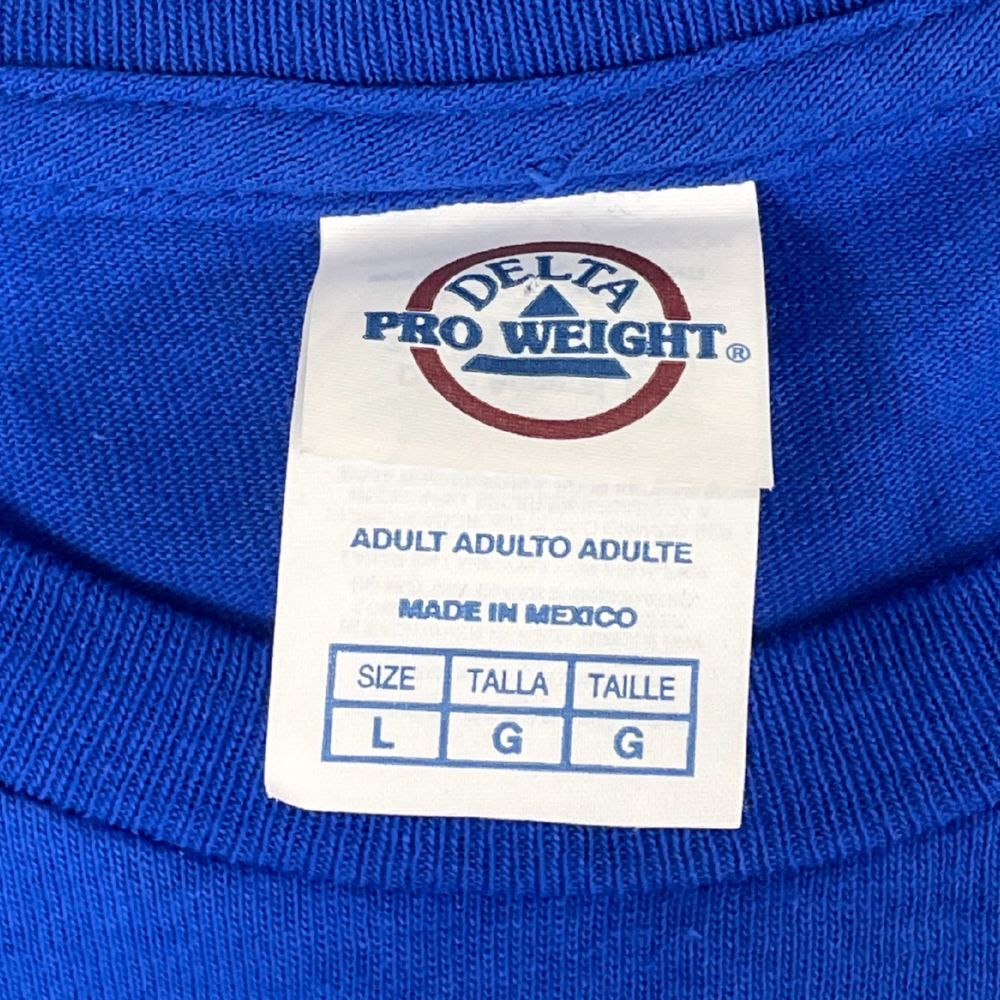 DELTA
PRO WEIGHT®
ADULT ADULTO ADULTE
MADE IN MEXICO
SIZE TALLA TAILLE
L G G